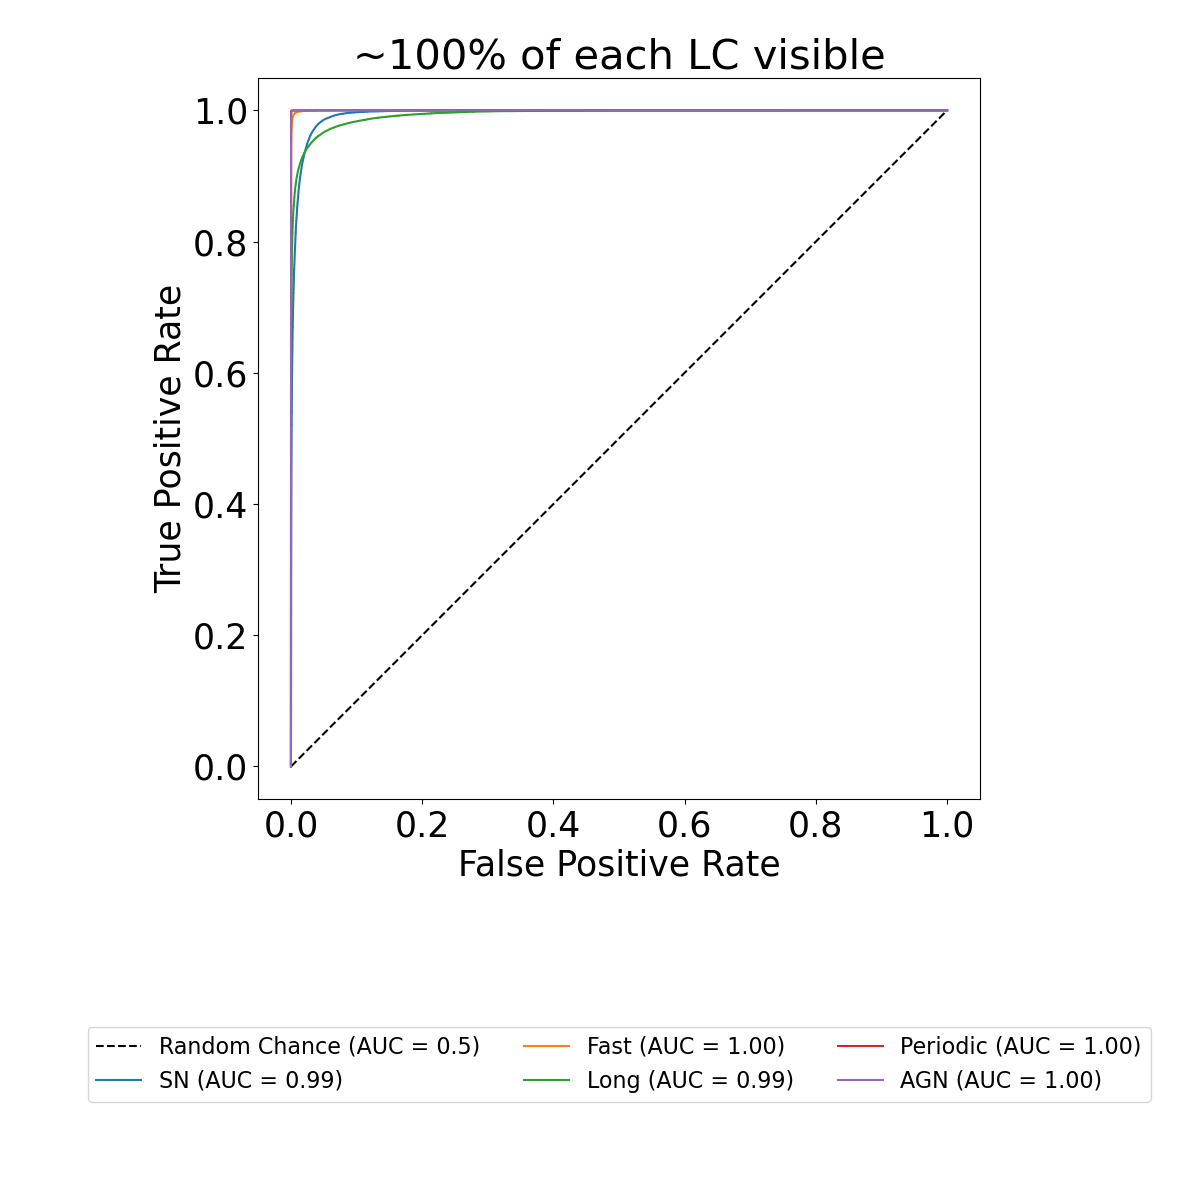 ~100% of each LC visible
True Positive Rate
1.0
0.8
0.6
0.4
0.2
0.0
0.0 0.2 0.4 0.6 0.8 1.0
False Positive Rate
Random Chance (AUC = 0.5) Fast (AUC = 1.00) Periodic (AUC = 1.00)
SN (AUC = 0.99) Long (AUC = 0.99) AGN (AUC = 1.00)